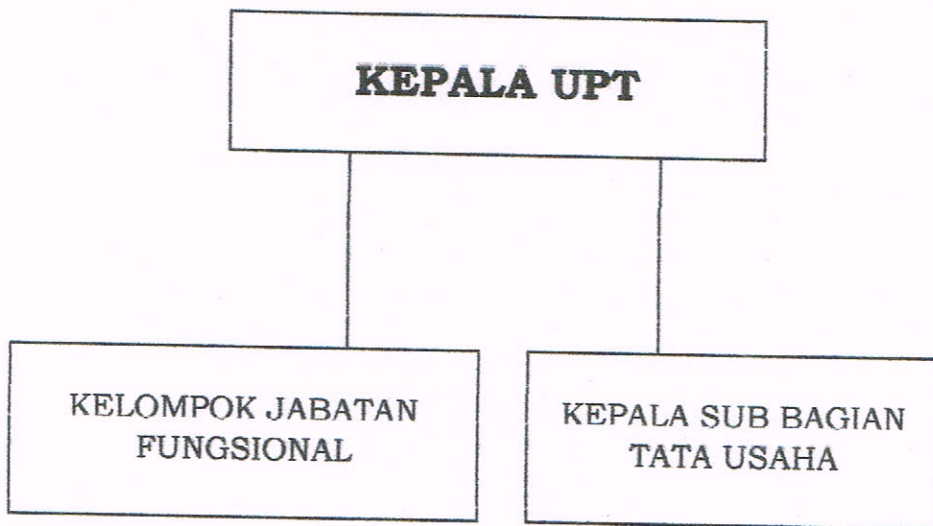 KEPALA UPT
KELOMPOK JABATAN
FUNGSIONAL
KEPALA SUB BAGIAN
TATA USAHA